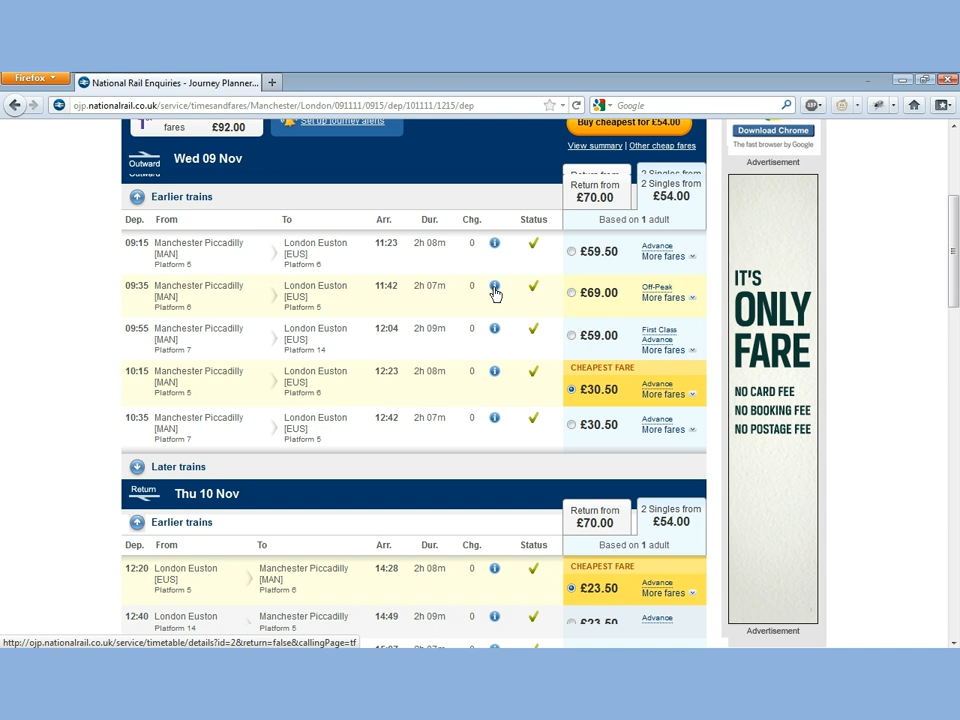 Firefox
National Rail Enquiries - Journey Planner...
ojp.nationalrail.co.uk/service/timesandfares/Manchester/London/091111/0915/dep/101111/1215/dep
Google
1st
fares £92.00
Set up journey alerts
Buy cheapest for £54.00
View summary | Other cheap fares
Download Chrome
The fast browser by Google
Advertisement
Outward Wed 09 Nov
Earlier trains
Return from £70.00
2 Singles from £54.00
Dep. From To Arr. Dur. Chg. Status Based on 1 adult
09:15 Manchester Piccadilly London Euston 11:23 2h 08m 0 £59.50 Advance
[MAN] [EUS] More fares
Platform 5 Platform 6
09:35 Manchester Piccadilly London Euston 11:42 2h 07m 0 £69.00 Off-Peak
[MAN] [EUS] More fares
Platform 6 Platform 5
09:55 Manchester Piccadilly London Euston 12:04 2h 09m 0 £59.00 First Class Advance
[MAN] [EUS] More fares
Platform 7 Platform 14
CHEAPEST FARE
10:15 Manchester Piccadilly London Euston 12:23 2h 08m 0 £30.50 Advance
[MAN] [EUS] More fares
Platform 5 Platform 6
10:35 Manchester Piccadilly London Euston 12:42 2h 07m 0 £30.50 Advance
[MAN] [EUS] More fares
Platform 7 Platform 5
Later trains
Return Thu 10 Nov
Earlier trains
Return from £70.00
2 Singles from £54.00
Dep. From To Arr. Dur. Chg. Status Based on 1 adult
CHEAPEST FARE
12:20 London Euston Manchester Piccadilly 14:28 2h 08m 0 £23.50 Advance
[EUS] [MAN] More fares
Platform 5 Platform 6
12:40 London Euston Manchester Piccadilly 14:49 2h 09m 0 £23.50 Advance
Platform 14
IT'S
ONLY
FARE
NO CARD FEE
NO BOOKING FEE
NO POSTAGE FEE
Advertisement
http://ojp.nationalrail.co.uk/service/timetable/details?id=2&return=false&callingPage=tf